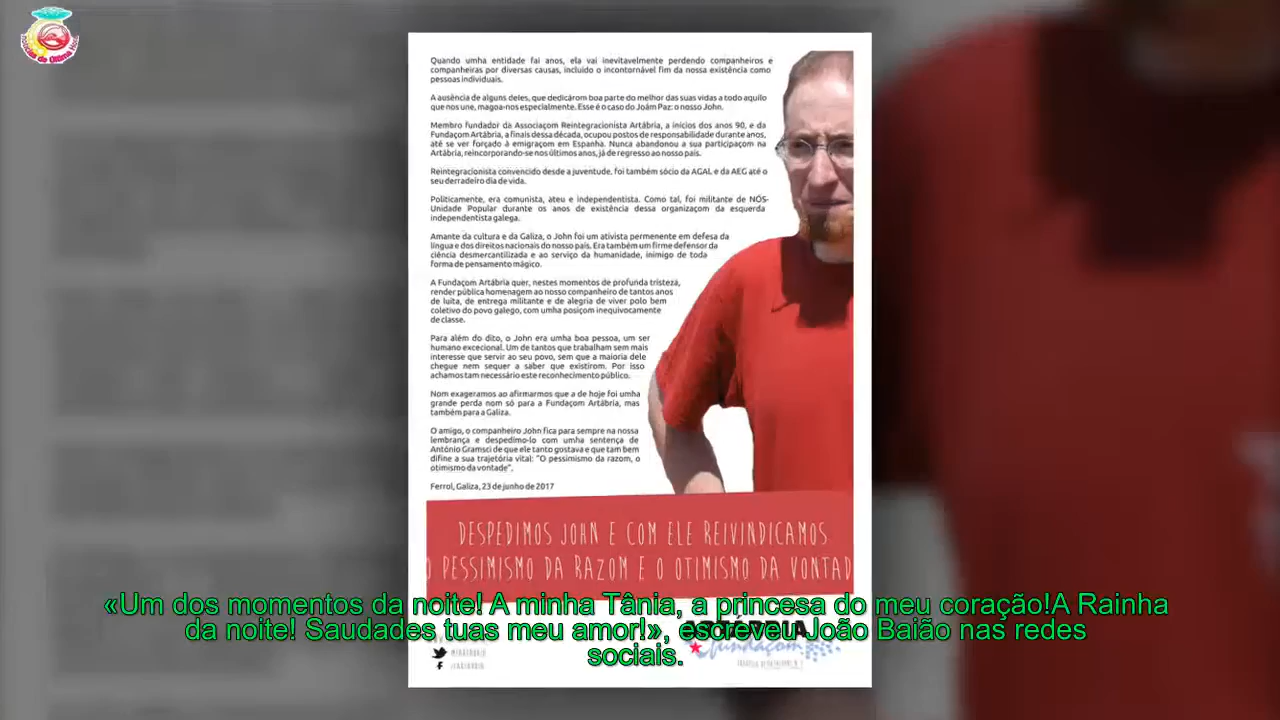 Quando umha entidade fai anos, ela vai inevitavelmente perdendo companheiros e
companheiras por diversas causas, incluido o incontornável fim da nossa existência como
pessoas individuais.
A ausência de alguns deles, que dedicárom boa parte do melhor das suas vidas a todo aquilo
que nos une, magoa-nos especialmente. Esse é o caso do Joám Paz: o nosso John.
Membro fundador da Associaçom Reintegracionista Artábria, a inícios dos anos 90, e da
Fundaçom Artábria, a finais dessa década, ocupou postos de responsabilidade durante anos,
até se ver forçado à emigraçom em Espanha. Nunca abandonou a sua participaçom na
Artábria, reincorporando-se nos últimos anos, já de regresso ao nosso país.
Reintegracionista convencido desde a juventude, foi também sócio da AGAL e da AEG até o
seu derradeiro dia de vida.
Politicamente, era comunista, ateu e independentista. Como tal, foi militante de NÓS-
Unidade Popular durante os anos de existência dessa organizaçom da esquerda
independentista galega.
Amante da cultura e da Galiza, o John foi um ativista permenente em defesa da
língua e dos direitos nacionais do nosso país. Era também um firme defensor da
ciência desmercantilizada e ao serviço da humanidade, inimigo de toda
forma de pensamento mágico.
A Fundaçom Artábria quer, nestes momentos de profunda tristeza,
render pública homenagem ao nosso companheiro de tantos anos
de luita, de entrega militante e de alegria de viver polo bem
coletivo do povo galego, com umha posiçom inequivocamente
de classe.
Para além do dito, o John era umha boa pessoa, um ser
humano excecional. Um de tantos que trabalham sem mais
interesse que servir ao seu povo, sem que a maioria dele
chegue nem sequer a saber que existirom. Por isso
achamos tam necessário este reconhecimento público.
Nom exageramos ao afirmarmos que a de hoje foi umha
grande perda nom só para a Fundaçom Artábria, mas
também para a Galiza.
O amigo, o companheiro John fica para sempre na nossa
lembrança e despedimo-lo com umha sentença de
António Gramsci de que ele tanto gostava e que tam bem
difine a sua trajetória vital: "O pessimismo da razom, o
otimismo da vontade".
Ferrol, Galiza, 23 de junho de 2017
DESPEDIMOS JOHN E COM ELE REIVINDICAMOS
O PESSIMISMO DA RAZOM E O OTIMISMO DA VONTAD
«Um dos momentos da noite! A minha Tânia, a princesa do meu coração!A Rainha
da noite! Saudades tuas meu amor!», escreveu João Baião nas redes
sociais.
ARTÁBRIA
fundaçom